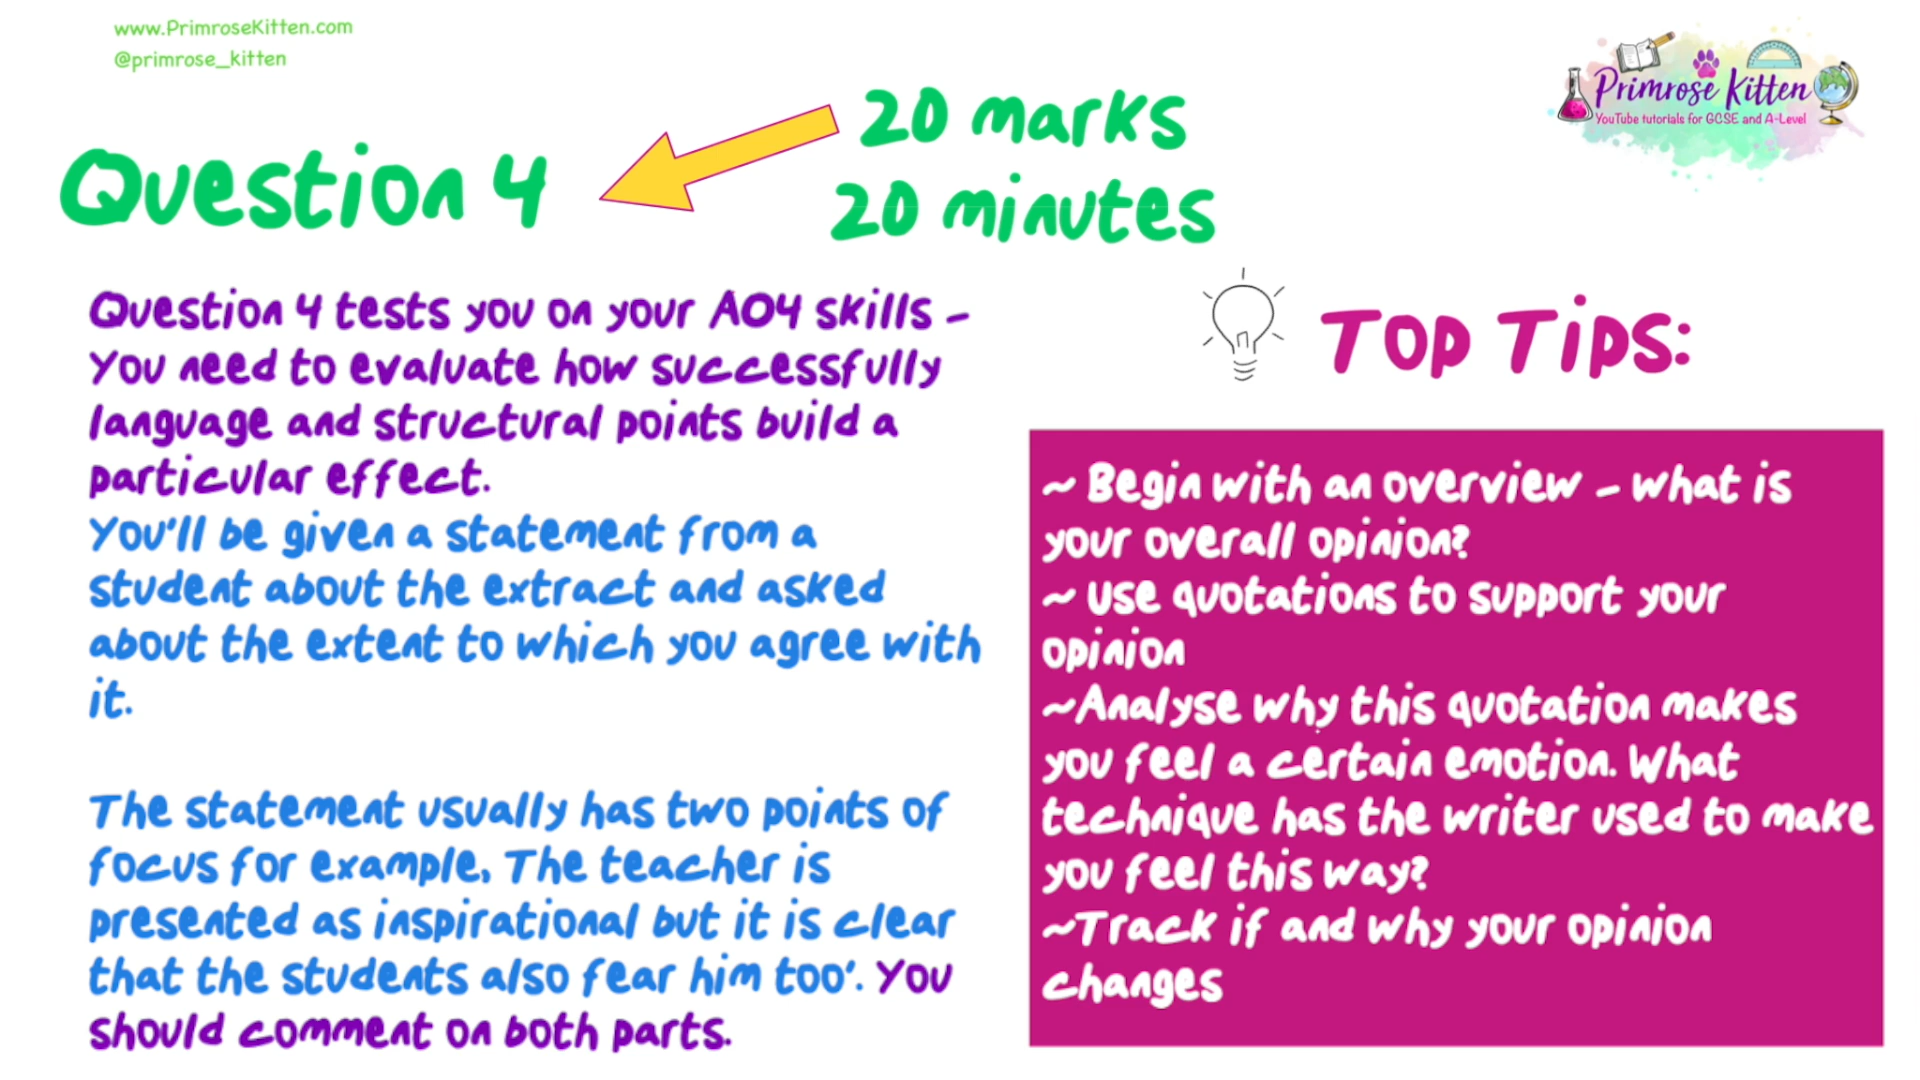 www.PrimroseKitten.com
@primrose_kitten
Primrose Kitten
YouTube tutorials for GCSE and A-Level
Question 4
20 marks
20 minutes
Question 4 tests you on your AO4 skills -
You need to evaluate how successfully
language and structural points build a
particular effect.
You'll be given a statement from a
student about the extract and asked
about the extent to which you agree with
it.
The statement usually has two points of
focus for example, The teacher is
presented as inspirational but it is clear
that the students also fear him too'. You
should comment on both parts.
Top Tips:
~ Begin with an overview - what is
your overall opinion?
~ Use quotations to support your
opinion
~Analyse why this quotation makes
you feel a certain emotion. What
technique has the writer used to make
you feel this way?
~Track if and why your opinion
changes